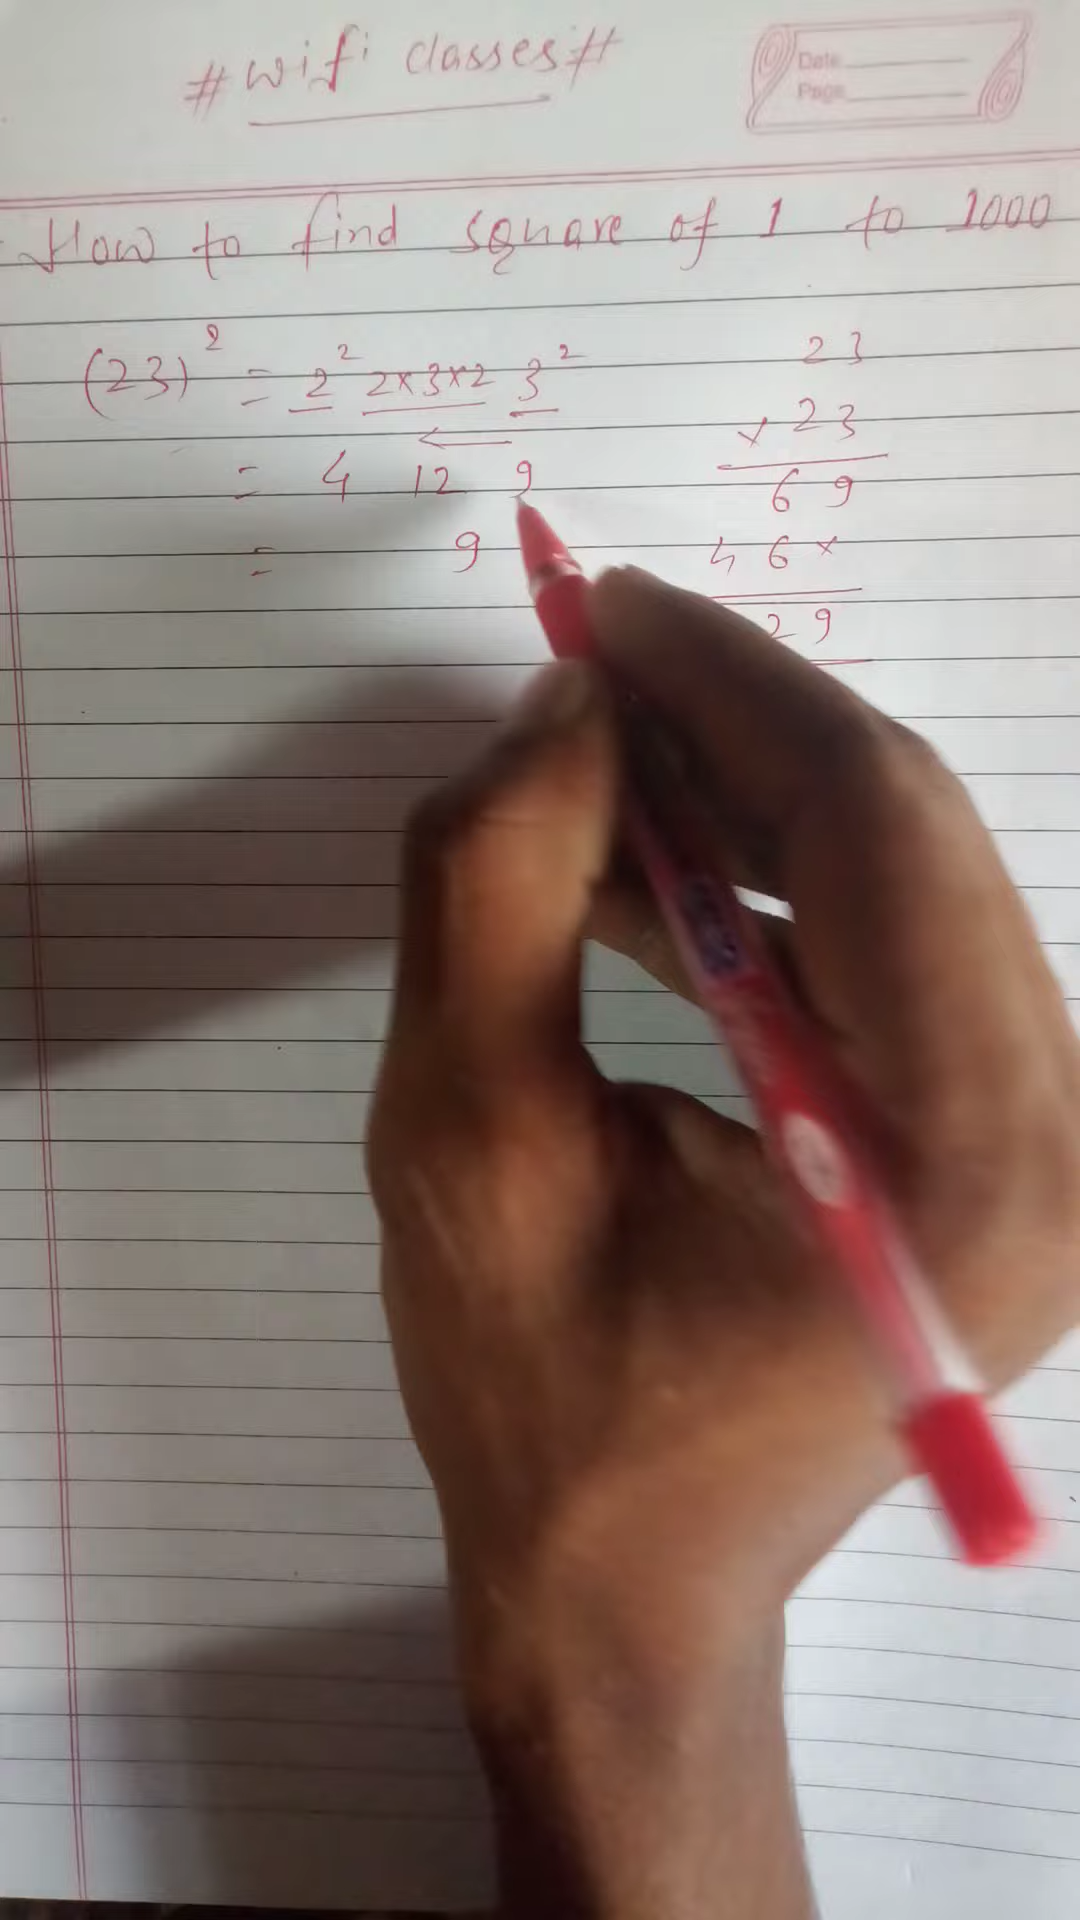 # wifi classes #
Date
Page
How to find square of 1 to 1000
(23)² = 2² 2×3×2 3²
= 4 12 9
= 9
23
× 23
69
46×
29